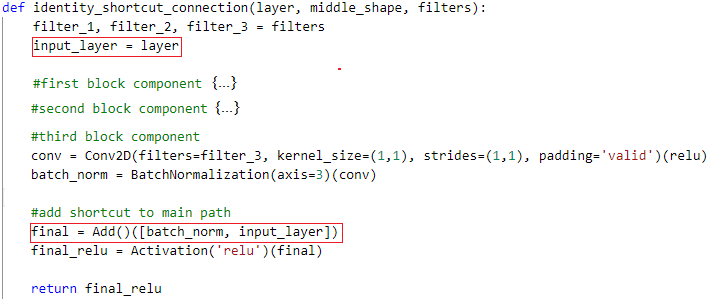 def identity_shortcut_connection(layer, middle_shape, filters):
filter_1, filter_2, filter_3 = filters
input_layer = layer
#first block component {...}
#second block component {...}
#third block component
conv = Conv2D(filters=filter_3, kernel_size=(1,1), strides=(1,1), padding='valid')(relu)
batch_norm = BatchNormalization(axis=3)(conv)
#add shortcut to main path
final = Add()([batch_norm, input_layer])
final_relu = Activation('relu')(final)
return final_relu